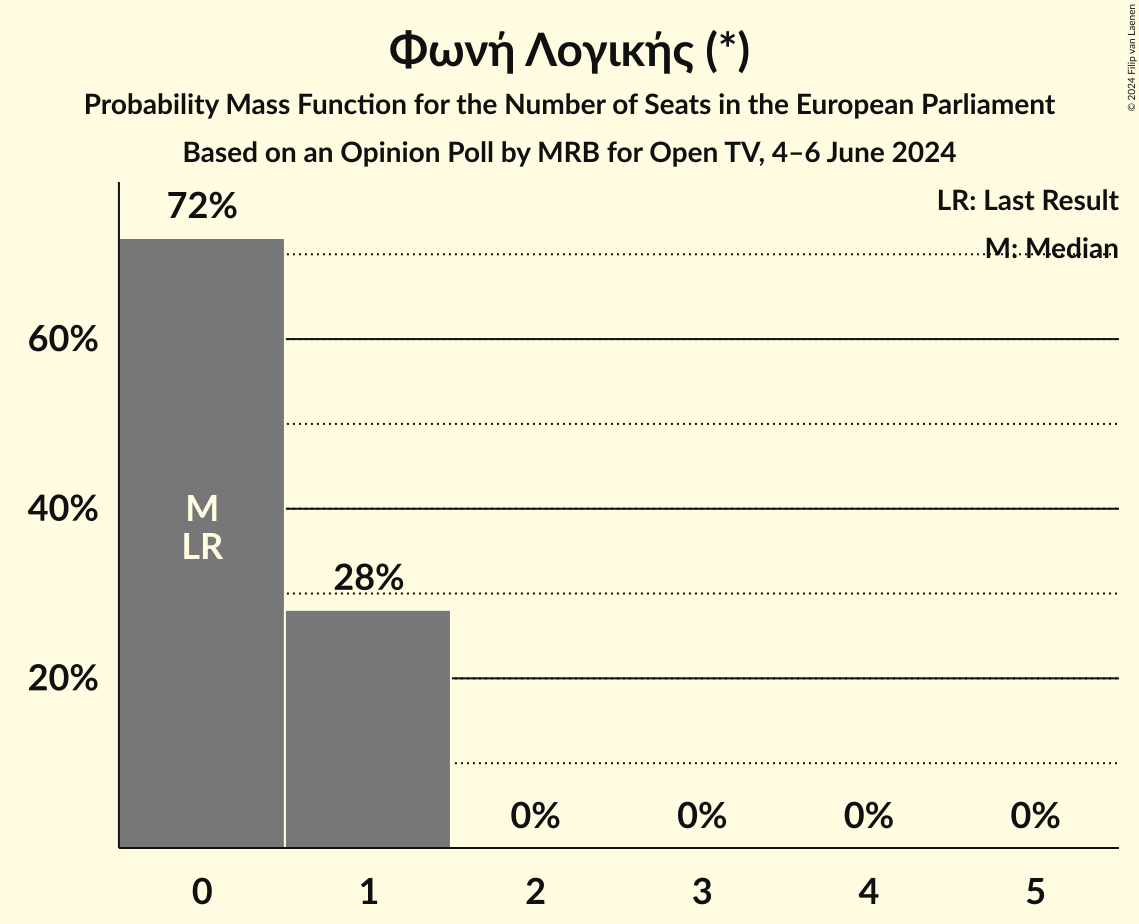 Φωνή Λογικής (*)
Probability Mass Function for the Number of Seats in the European Parliament
Based on an Opinion Poll by MRB for Open TV, 4–6 June 2024
© 2024 Filip van Laenen
LR: Last Result
M: Median
72%
60%
40%
20%
M
LR
28%
0%
0%
0%
0%
0
1
2
3
4
5